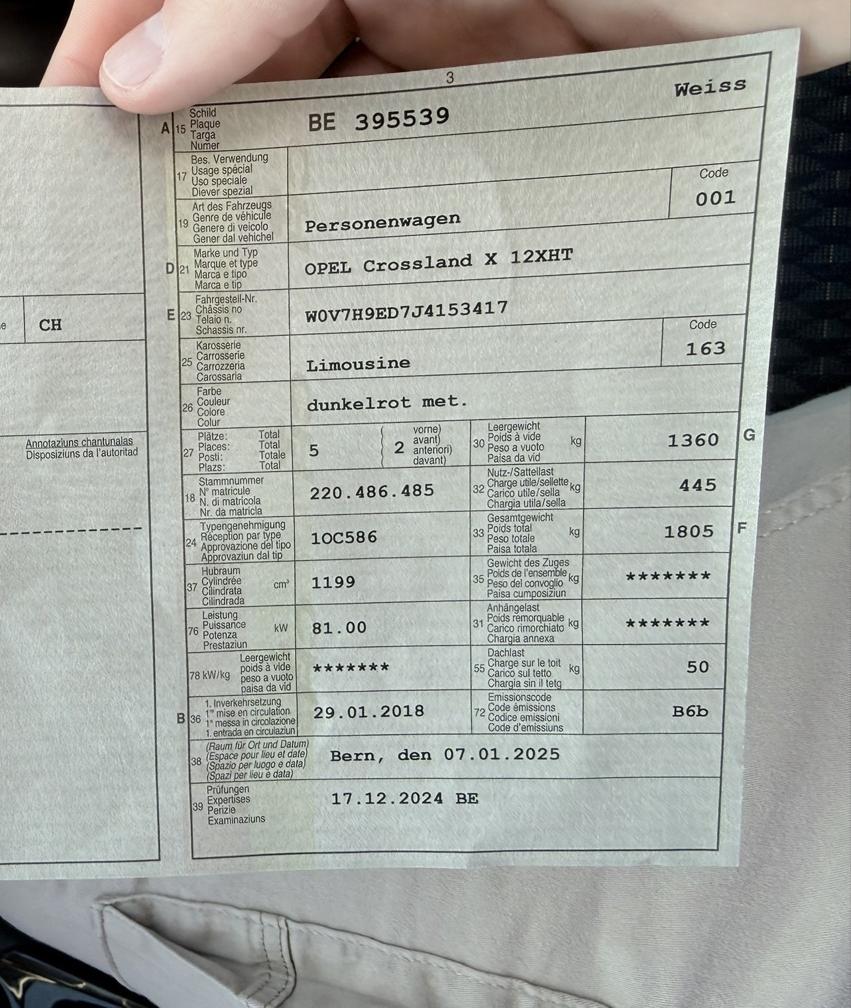 3
A 15 Schild Plaque Targa Numer BE 395539 Weiss
17 Bes. Verwendung Usage spécial Uso speciale Diever spezial
19 Art des Fahrzeugs Genre de véhicule Genere di veicolo Gener dal vehichel Personenwagen Code 001
D 21 Marke und Typ Marque et type Marca e tipo Marca e tip OPEL Crossland X 12XHT
E 23 Fahrgestell-Nr. Châssis no Telaio n. Schassis nr. W0V7H9ED7J4153417
25 Karosserie Carrosserie Carrozzeria Carossaria Limousine Code 163
26 Farbe Couleur Colore Colur dunkelrot met.
27 Plätze: Total Places: Total Posti: Totale Plazs: Total 5 ( 2 vorne) avant) anteriori) davant)
30 Leergewicht Poids à vide Peso a vuoto Paisa da vid kg 1360 G
18 Stammnummer N° matricule N. di matricola Nr. da matricla 220.486.485
32 Nutz-/Sattellast Charge utile/sellette Carico utile/sella Chargia utila/sella kg 445
24 Typengenehmigung Réception par type Approvazione del tipo Approvaziun dal tip 1OC586
33 Gesamtgewicht Poids total Peso totale Paisa totala kg 1805 F
37 Hubraum Cylindrée Cilindrata Cilindrada cm³ 1199
35 Gewicht des Zuges Poids de l'ensemble Peso del convoglio Paisa cumposiziun kg *******
76 Leistung Puissance Potenza Prestaziun kW 81.00
31 Anhängelast Poids remorquable Carico rimorchiato Chargia annexa kg *******
78 kW/kg Leergewicht poids à vide peso a vuoto paisa da vid *******
55 Dachlast Charge sur le toit Carico sul tetto Chargia sin il tetg kg 50
B 36 1. Inverkehrsetzung 1re mise en circulation 1a messa in circolazione 1. entrada en circulaziun 29.01.2018
72 Emissionscode Code émissions Codice emissioni Code d'emissiuns B6b
38 (Raum für Ort und Datum) (Espace pour lieu et date) (Spazio per luogo e data) (Spazi per lieu e data) Bern, den 07.01.2025
39 Prüfungen Expertises Perizie Examinaziuns 17.12.2024 BE
CH
Annotaziuns chantunalas
Disposiziuns da l'autoritad